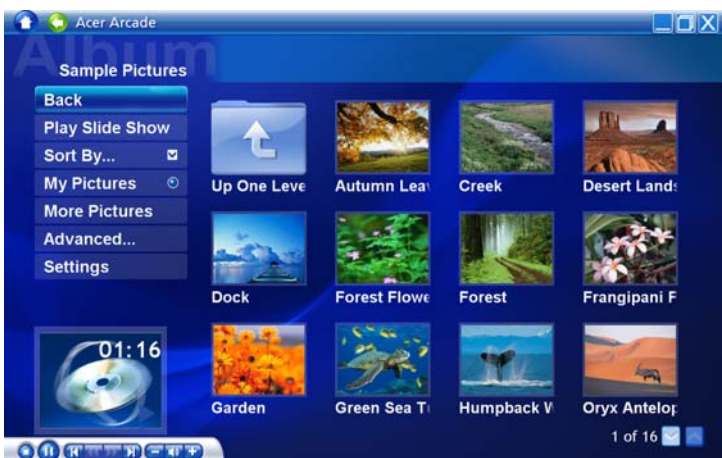 Acer Arcade
Album
Sample Pictures
Back
Play Slide Show
Sort By...
My Pictures
More Pictures
Advanced...
Settings
Up One Leve
Autumn Lea
Creek
Desert Lands
Dock
Forest Flowe
Forest
Frangipani F
01:16
Garden
Green Sea T
Humpback W
Oryx Antelop
1 of 16